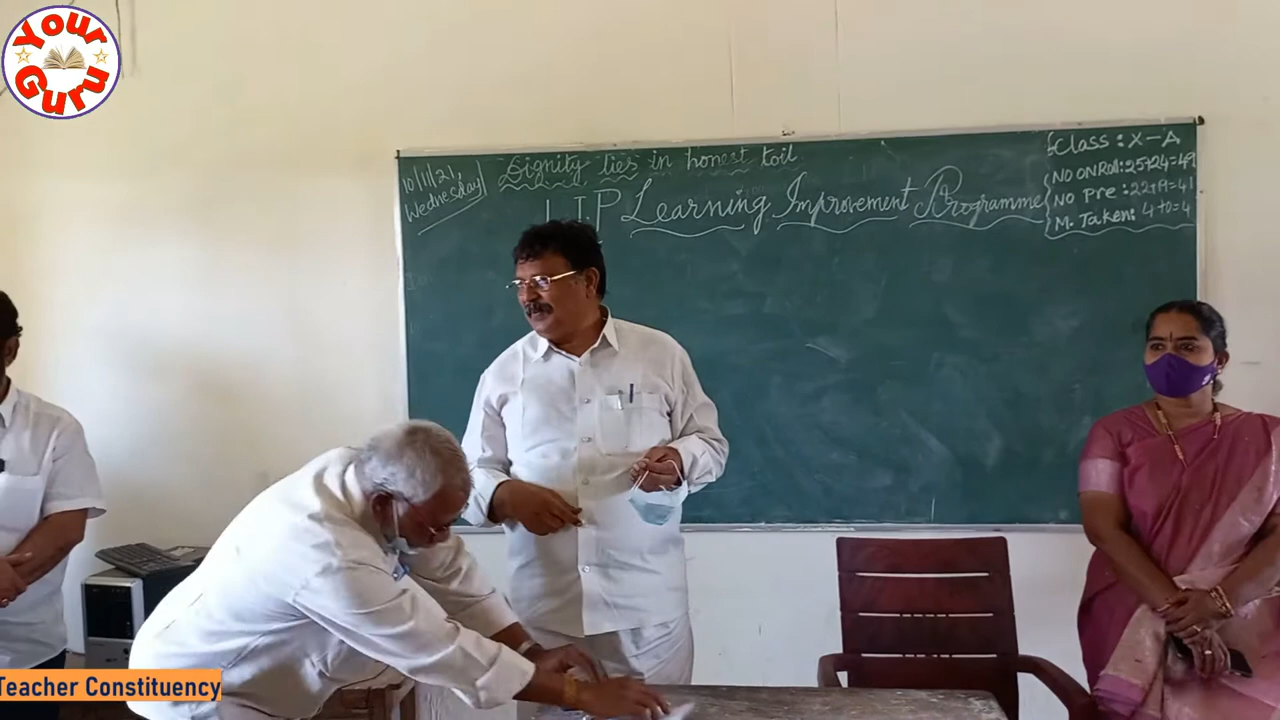 Your
Guru
10/11/21,
Wednesday
Dignity lies in honest toil
L I P Learning Improvement Programme
Class : X - A
NO ON Roll: 25+24=49
NO Pre : 22+19=41
M. Taken: 4+0=4
Teacher Constituency